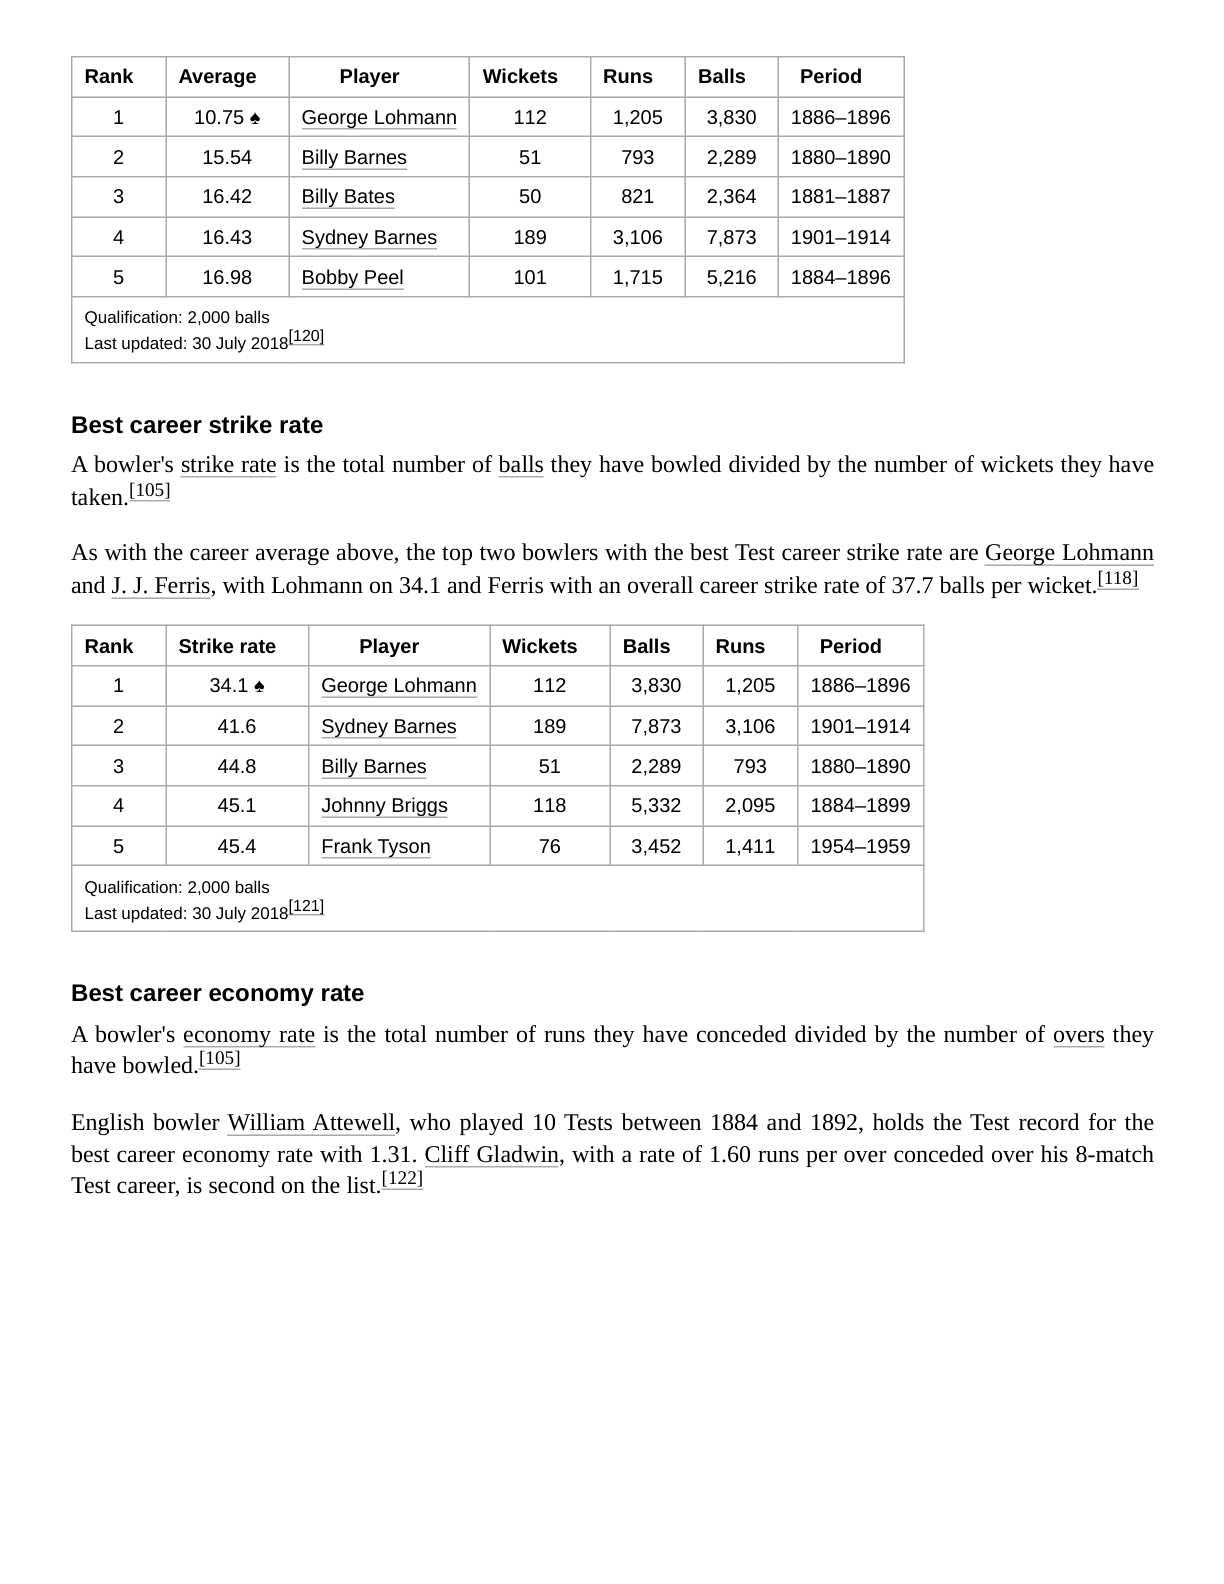 Rank Average Player Wickets Runs Balls Period
1 10.75 ♠ George Lohmann 112 1,205 3,830 1886–1896
2 15.54 Billy Barnes 51 793 2,289 1880–1890
3 16.42 Billy Bates 50 821 2,364 1881–1887
4 16.43 Sydney Barnes 189 3,106 7,873 1901–1914
5 16.98 Bobby Peel 101 1,715 5,216 1884–1896
Qualification: 2,000 balls
Last updated: 30 July 2018[120]
Best career strike rate
A bowler's strike rate is the total number of balls they have bowled divided by the number of wickets they have
taken.[105]
As with the career average above, the top two bowlers with the best Test career strike rate are George Lohmann
and J. J. Ferris, with Lohmann on 34.1 and Ferris with an overall career strike rate of 37.7 balls per wicket.[118]
Rank Strike rate Player Wickets Balls Runs Period
1 34.1 ♠ George Lohmann 112 3,830 1,205 1886–1896
2 41.6 Sydney Barnes 189 7,873 3,106 1901–1914
3 44.8 Billy Barnes 51 2,289 793 1880–1890
4 45.1 Johnny Briggs 118 5,332 2,095 1884–1899
5 45.4 Frank Tyson 76 3,452 1,411 1954–1959
Qualification: 2,000 balls
Last updated: 30 July 2018[121]
Best career economy rate
A bowler's economy rate is the total number of runs they have conceded divided by the number of overs they
have bowled.[105]
English bowler William Attewell, who played 10 Tests between 1884 and 1892, holds the Test record for the
best career economy rate with 1.31. Cliff Gladwin, with a rate of 1.60 runs per over conceded over his 8-match
Test career, is second on the list.[122]